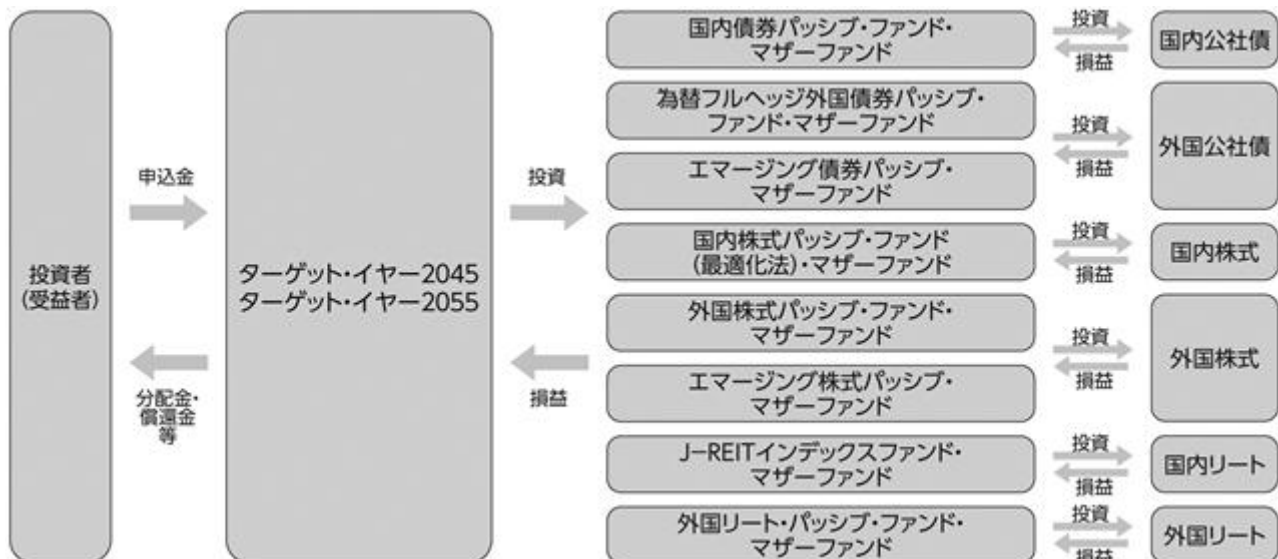 投資者
(受益者)
申込金
分配金・
償還金
等
ターゲット・イヤー2045
ターゲット・イヤー2055
投資
損益
国内債券パッシブ・ファンド・
マザーファンド
為替フルヘッジ外国債券パッシブ・
ファンド・マザーファンド
エマージング債券パッシブ・
マザーファンド
国内株式パッシブ・ファンド
(最適化法)・マザーファンド
外国株式パッシブ・ファンド・
マザーファンド
エマージング株式パッシブ・
マザーファンド
J-REITインデックスファンド・
マザーファンド
外国リート・パッシブ・ファンド・
マザーファンド
投資
損益
国内公社債
投資
損益
外国公社債
投資
損益
国内株式
投資
損益
外国株式
投資
損益
国内リート
投資
損益
外国リート